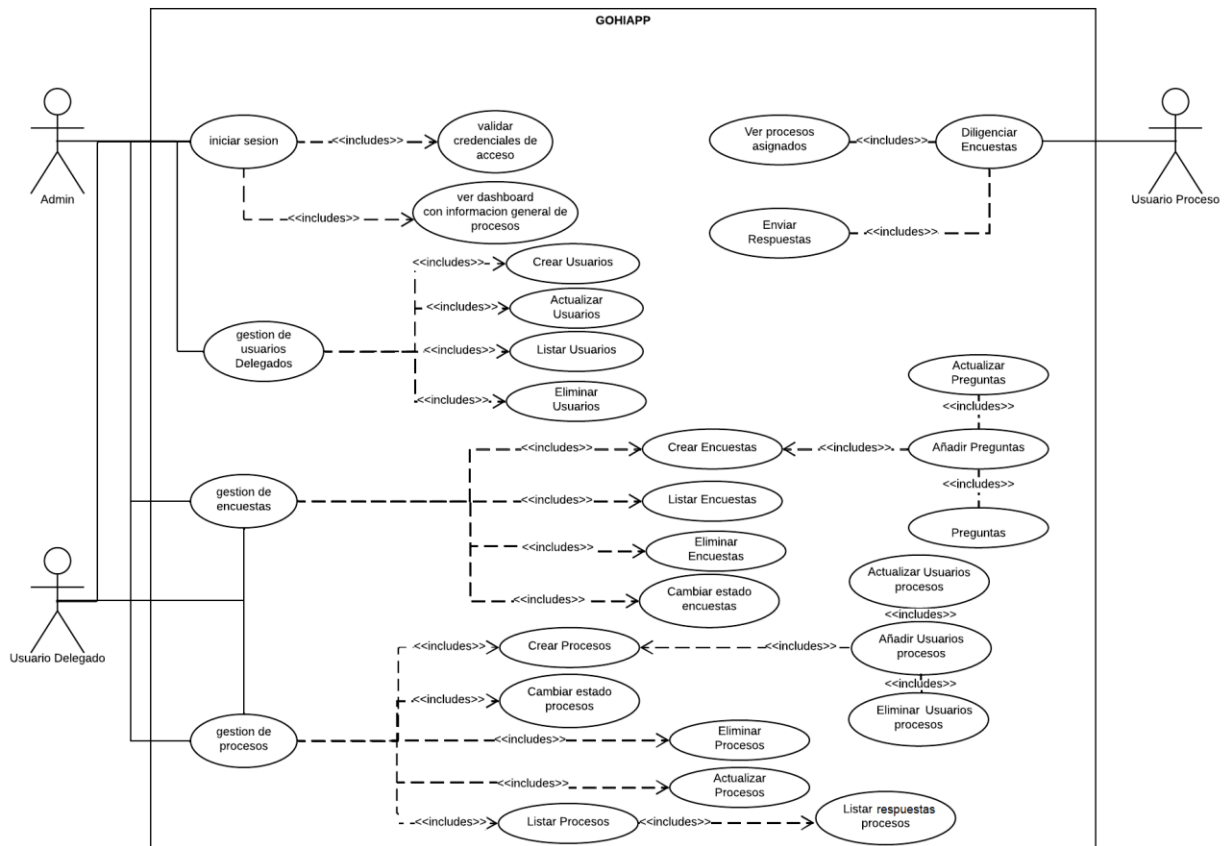 GOHIAPP
Admin
iniciar sesion
<<includes>>
validar
credenciales de
acceso
<<includes>>
ver dashboard
con informacion general de
procesos
Ver procesos
asignados
<<includes>>
Diligenciar
Encuestas
Usuario Proceso
Enviar
Respuestas
<<includes>>
gestion de
usuarios
Delegados
<<includes>>
Crear Usuarios
<<includes>>
Actualizar
Usuarios
<<includes>>
Listar Usuarios
<<includes>>
Eliminar
Usuarios
gestion de
encuestas
<<includes>>
Crear Encuestas
<<includes>>
Actualizar
Preguntas
<<includes>>
Añadir Preguntas
<<includes>>
Preguntas
<<includes>>
Listar Encuestas
<<includes>>
Eliminar
Encuestas
<<includes>>
Cambiar estado
encuestas
Usuario Delegado
gestion de
procesos
<<includes>>
Crear Procesos
<<includes>>
Actualizar Usuarios
procesos
<<includes>>
Añadir Usuarios
procesos
<<includes>>
Eliminar Usuarios
procesos
<<includes>>
Cambiar estado
procesos
<<includes>>
Eliminar
Procesos
<<includes>>
Actualizar
Procesos
<<includes>>
Listar Procesos
<<includes>>
Listar respuestas
procesos